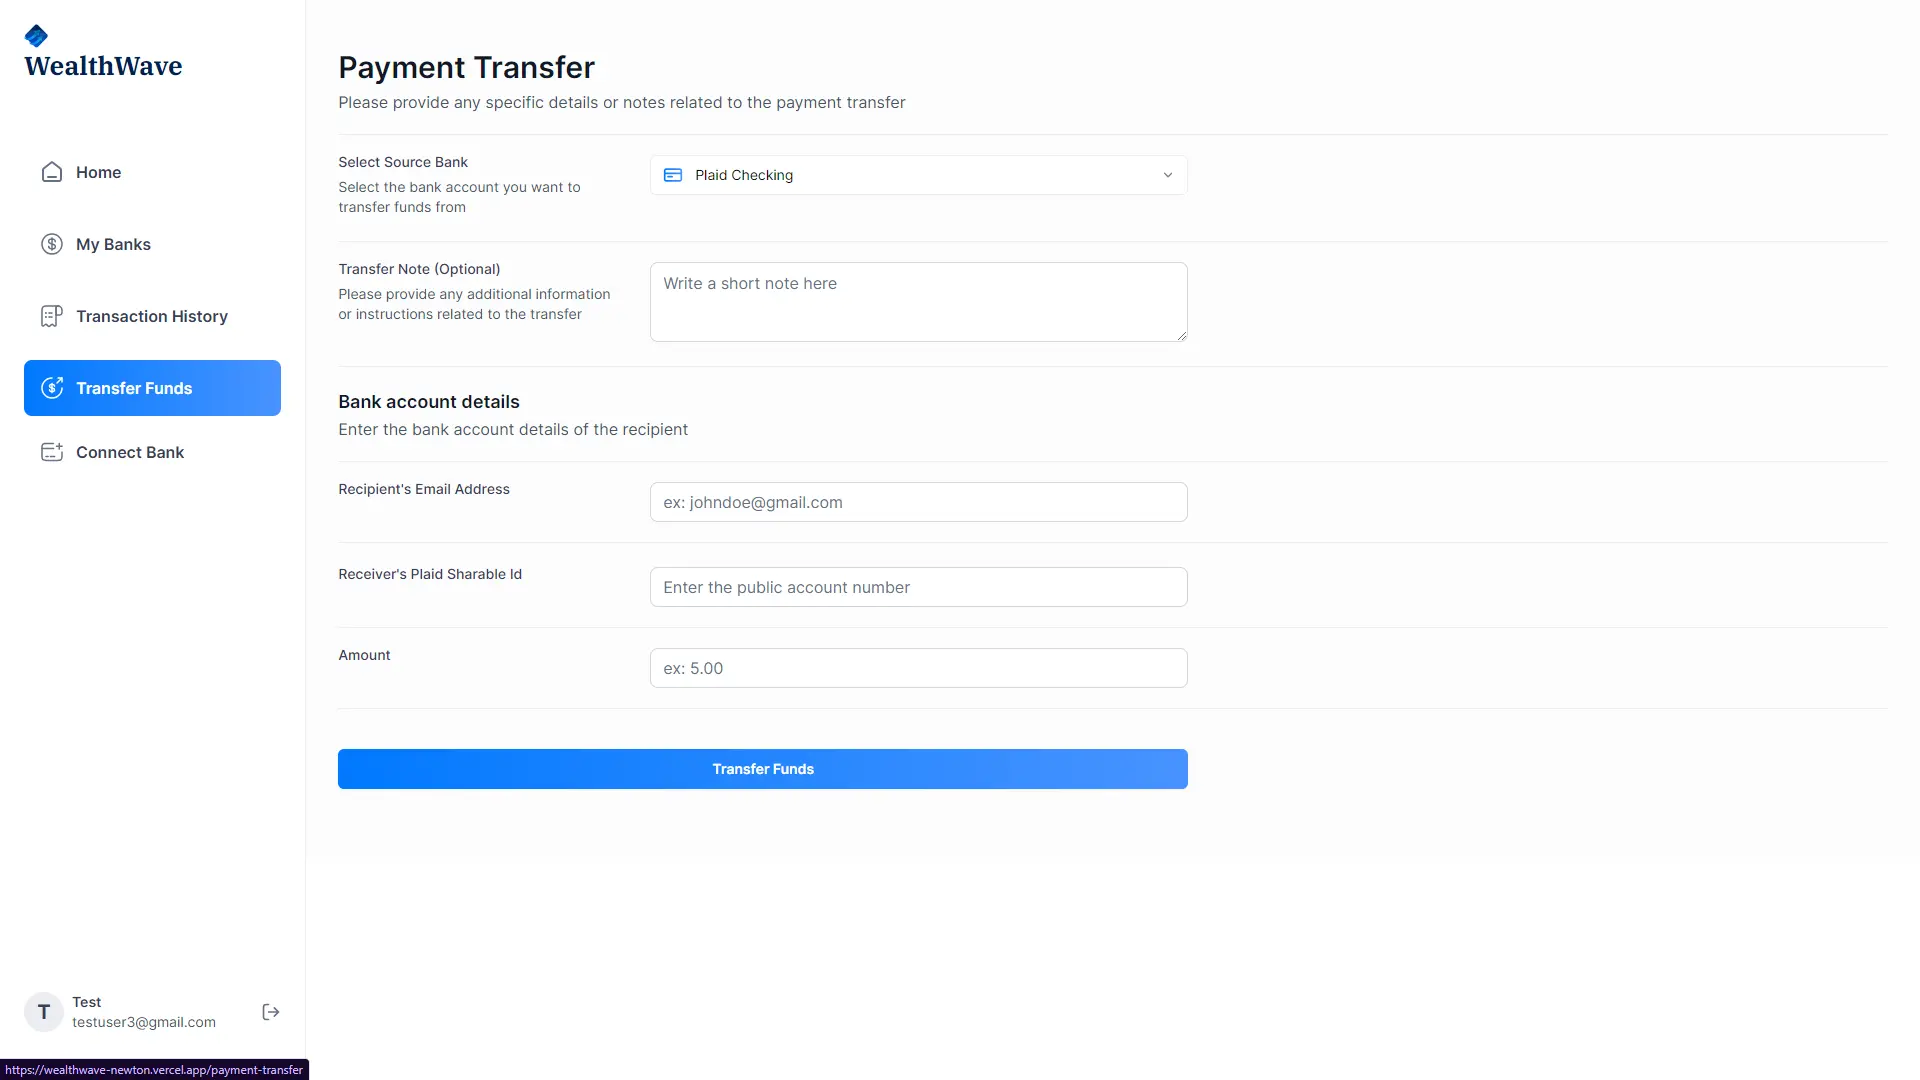 WealthWave
Home
My Banks
Transaction History
Transfer Funds
Connect Bank
T
Test
testuser3@gmail.com
https://wealthwave-newton.vercel.app/payment-transfer
Payment Transfer
Please provide any specific details or notes related to the payment transfer
Select Source Bank
Select the bank account you want to
transfer funds from
Plaid Checking
Transfer Note (Optional)
Please provide any additional information
or instructions related to the transfer
Write a short note here
Bank account details
Enter the bank account details of the recipient
Recipient's Email Address
ex: johndoe@gmail.com
Receiver's Plaid Sharable Id
Enter the public account number
Amount
ex: 5.00
Transfer Funds